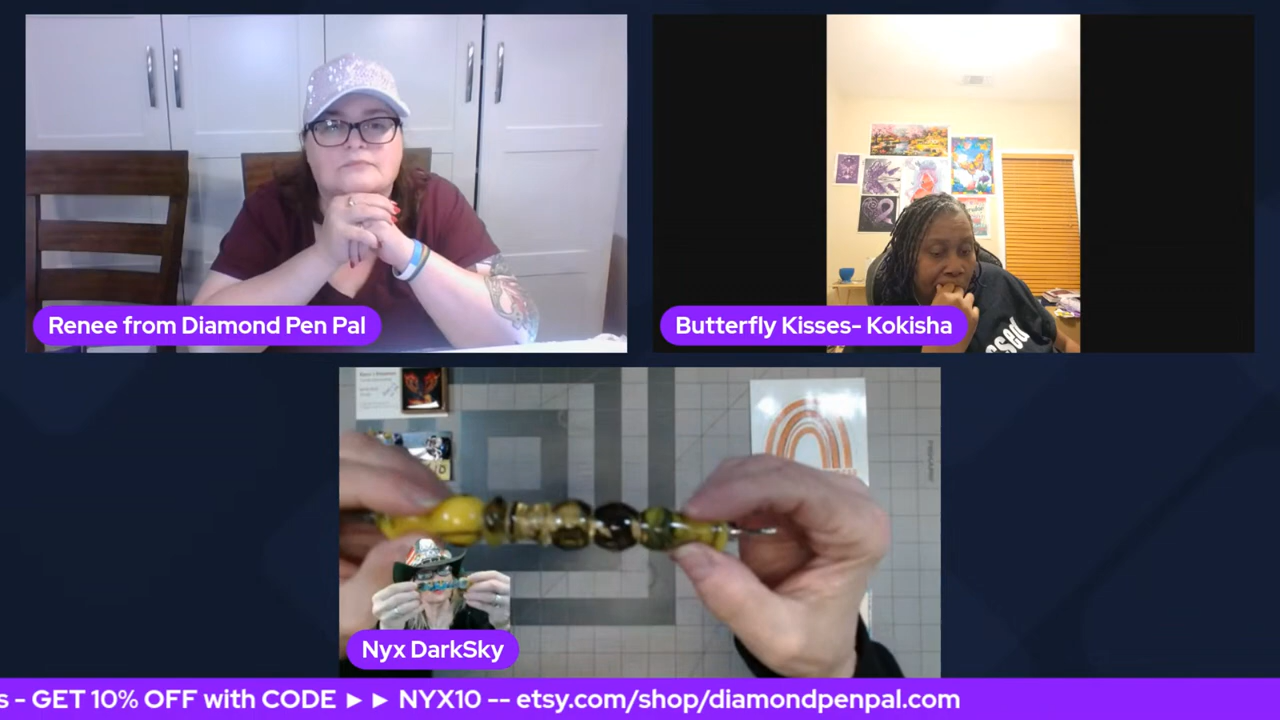 Renee from Diamond Pen Pal
Butterfly Kisses- Kokisha
ssed
Nyx DarkSky
s - GET 10% OFF with CODE ►► NYX10 -- etsy.com/shop/diamondpenpal.com